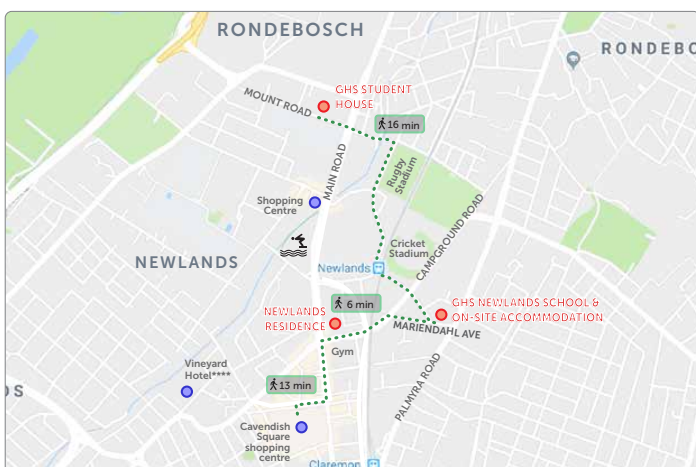 RONDEBOSCH
RONDEBO
GHS STUDENT
HOUSE
MOUNT ROAD
16 min
MAIN ROAD
Rugby
Stadium
Shopping
Centre
CAMPGROUND ROAD
Cricket
Stadium
NEWLANDS
Newlands
6 min
GHS NEWLANDS SCHOOL &
ON-SITE ACCOMMODATION
NEWLANDS
RESIDENCE
MARIENDAHL AVE
Gym
Vineyard
Hotel****
13 min
PALMYRA ROAD
DS
Cavendish
Square
shopping
centre
Claremon